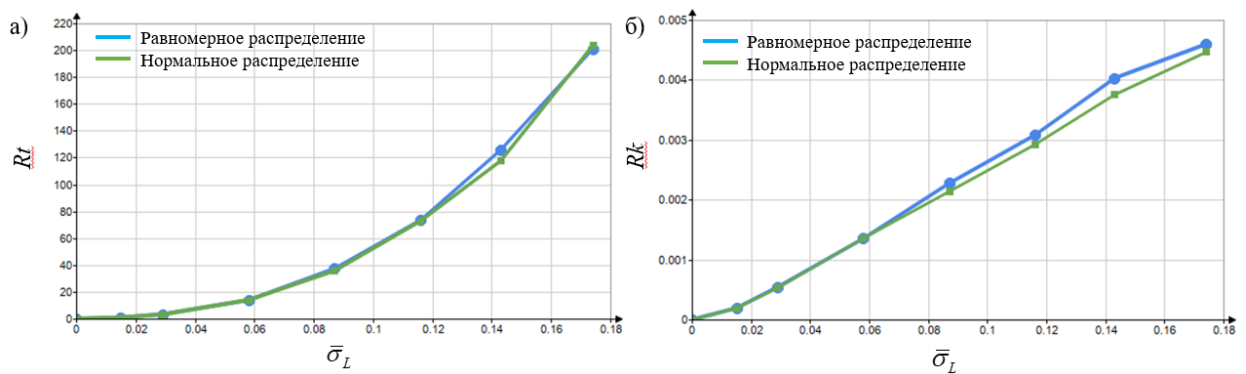 а)
220
200
180
160
140
120
100
80
60
40
20
0
Rt
Равномерное распределение
Нормальное распределение
0 0.02 0.04 0.06 0.08 0.1 0.12 0.14 0.16 0.18
σ̅_L
б)
0.005
0.004
0.003
0.002
0.001
0
Rk
Равномерное распределение
Нормальное распределение
0.02 0.04 0.06 0.08 0.1 0.12 0.14 0.16 0.18
σ̅_L